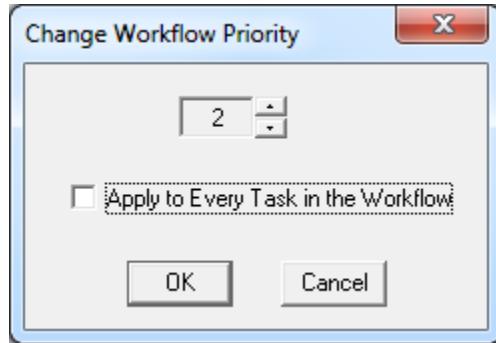 Change Workflow Priority
2
Apply to Every Task in the Workflow
OK Cancel